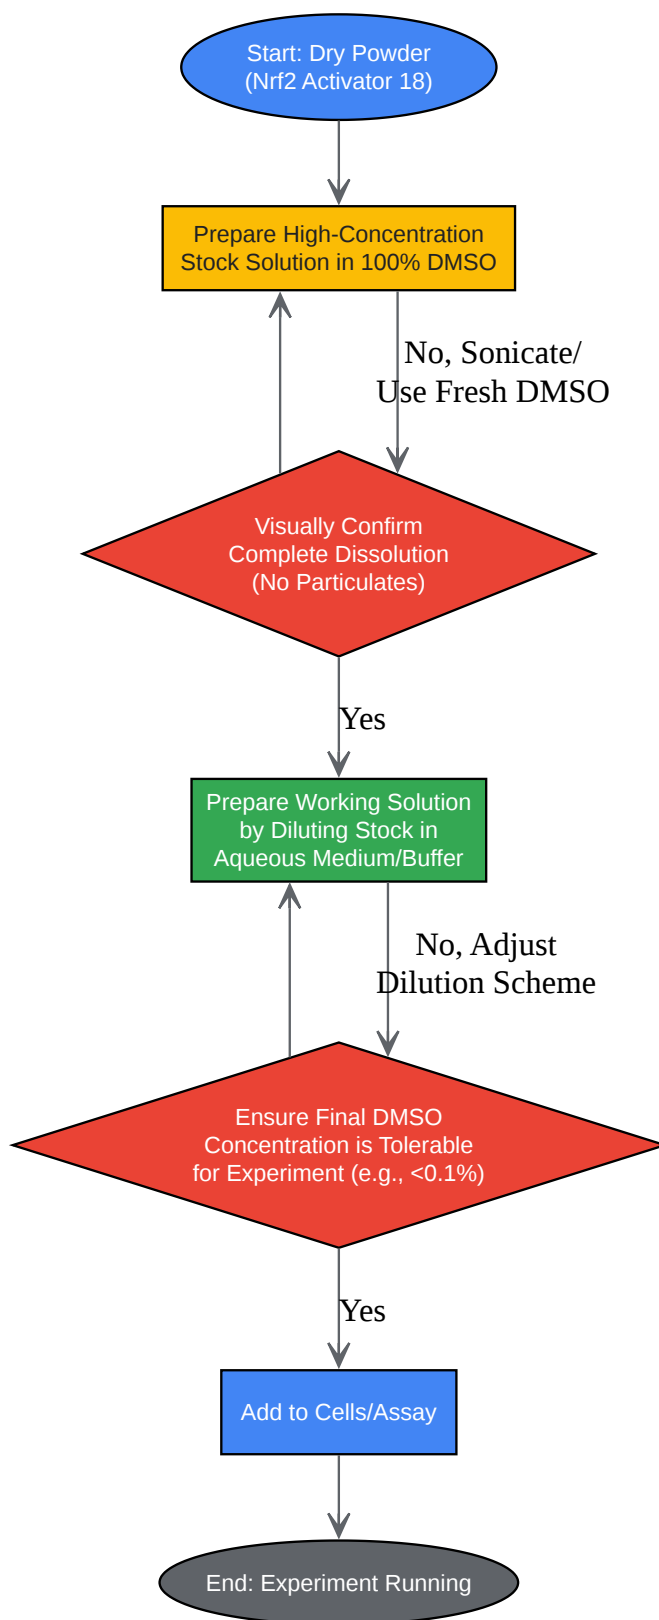 Start: Dry Powder
(Nrf2 Activator 18)
Prepare High-Concentration
Stock Solution in 100% DMSO
No, Sonicate/
Use Fresh DMSO
Visually Confirm
Complete Dissolution
(No Particulates)
Yes
Prepare Working Solution
by Diluting Stock in
Aqueous Medium/Buffer
No, Adjust
Dilution Scheme
Ensure Final DMSO
Concentration is Tolerable
for Experiment (e.g., <0.1%)
Yes
Add to Cells/Assay
End: Experiment Running